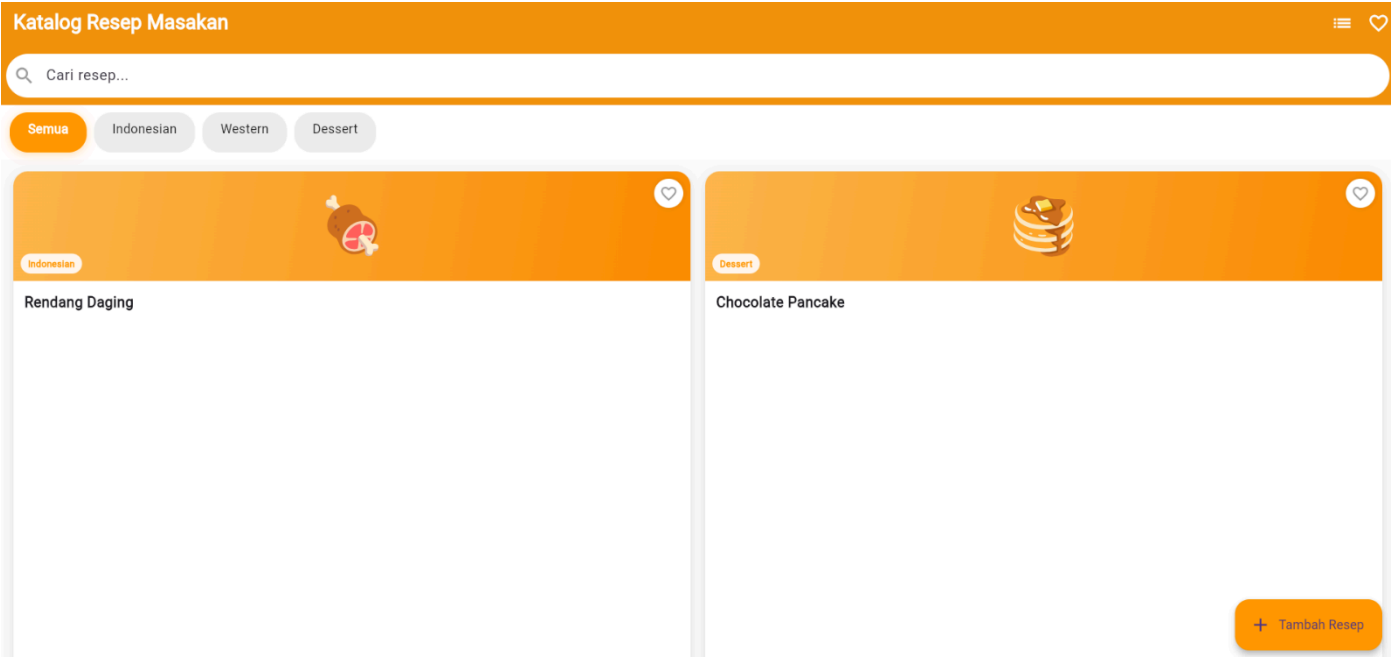 Katalog Resep Masakan
Cari resep...
Semua Indonesian Western Dessert
Indonesian
Dessert
Rendang Daging
Chocolate Pancake
+ Tambah Resep